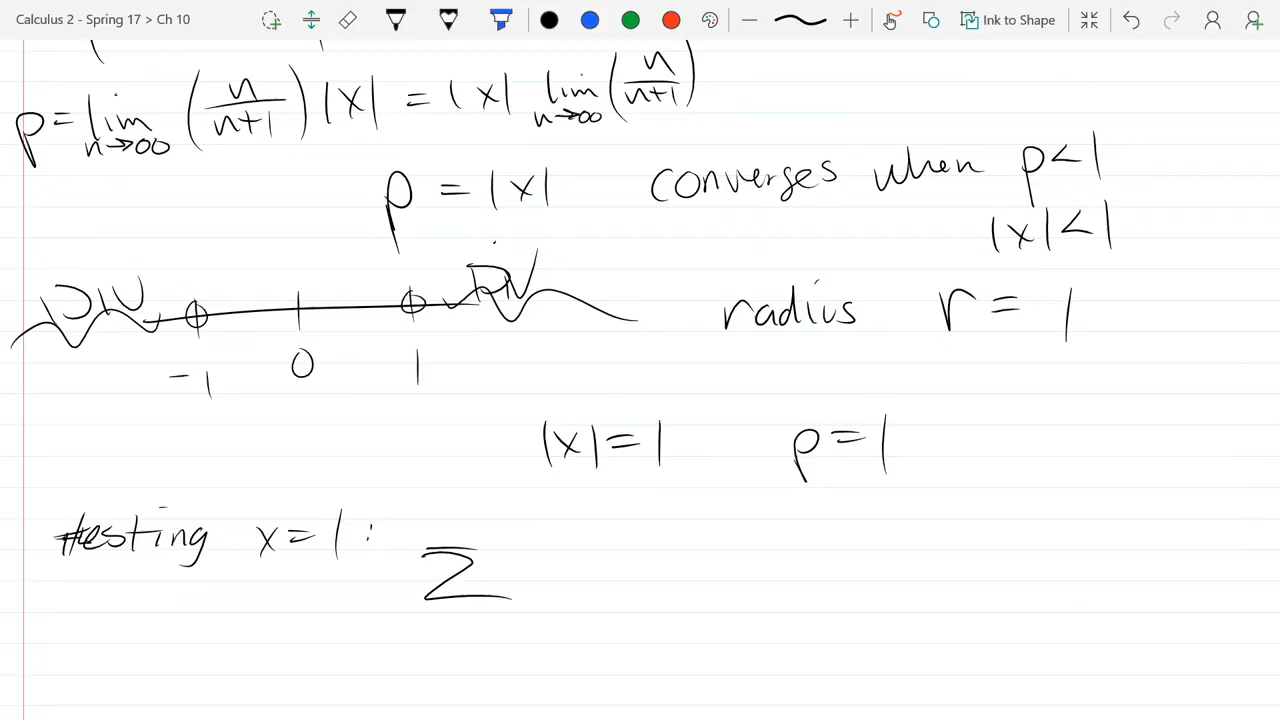 Calculus 2 - Spring 17 > Ch 10
Ink to Shape
ρ = lim n→∞ (n/(n+1)) |x| = |x| lim n→∞ (n/(n+1))
ρ = |x| converges when ρ < 1
|x| < 1
DIV DIV
-1 0 1
radius r = 1
|x| = 1 ρ = 1
testing x = 1 :
Σ